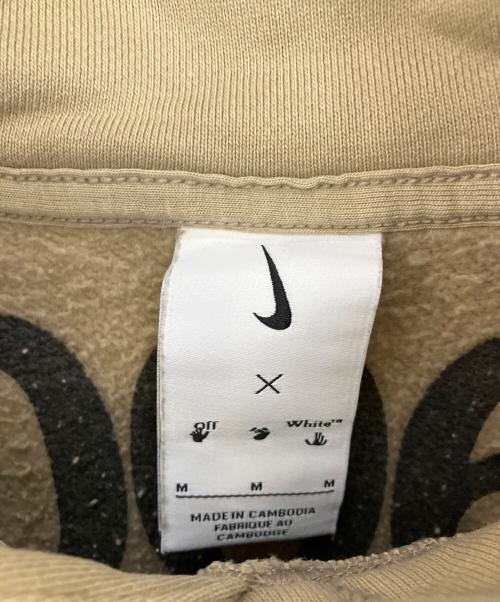 ×
Off White™
M M M
MADE IN CAMBODIA
FABRIQUE AU
CAMBODGE